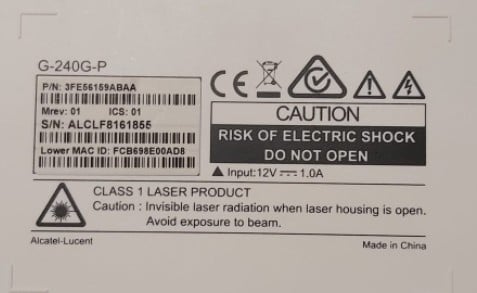 G-240G-P
P/N: 3FE56159ABAA
Mrev: 01 ICS: 01
S/N: ALCLF8161855
Lower MAC ID: FCB698E00AD8
CE
CAUTION
RISK OF ELECTRIC SHOCK
DO NOT OPEN
Input:12V ⎓ 1.0A
CLASS 1 LASER PRODUCT
Caution : Invisible laser radiation when laser housing is open.
Avoid exposure to beam.
Alcatel-Lucent
Made in China